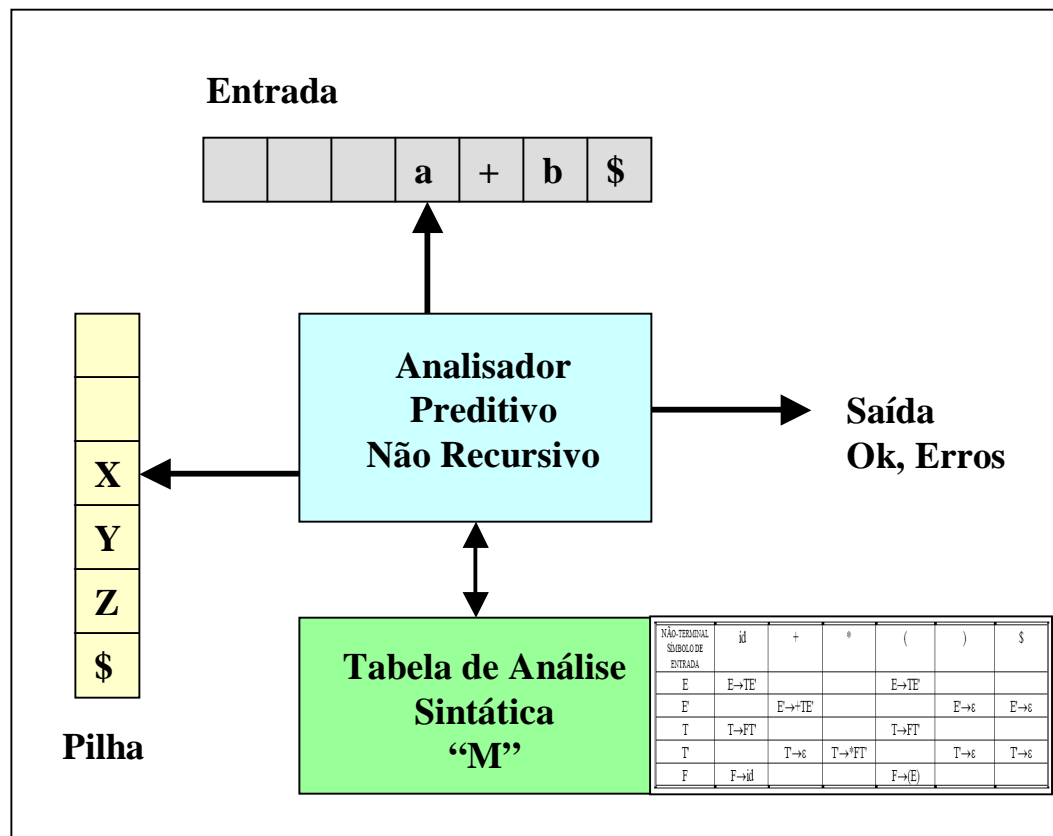 Entrada
a + b $
Analisador
Preditivo
Não Recursivo
Saída
Ok, Erros
X
Y
Z
$
Pilha
Tabela de Análise
Sintática
“M”
NÃO-TERMINAL
SÍMBOLO DE
ENTRADA
id + * ( ) $
E E→TE' E→TE'
E' E'→+TE' E'→ε E'→ε
T T→FT' T→FT'
T' T'→ε T'→*FT' T'→ε T'→ε
F F→id F→(E)